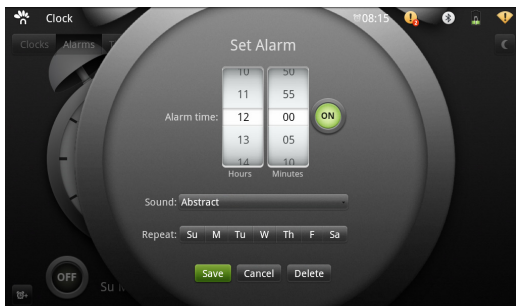 Clock
08:15
2
Clocks Alarms T
Set Alarm
10 50
11 55
Alarm time: 12 00 ON
13 05
14 10
Hours Minutes
Sound: Abstract
Repeat: Su M Tu W Th F Sa
Save Cancel Delete
OFF
Su